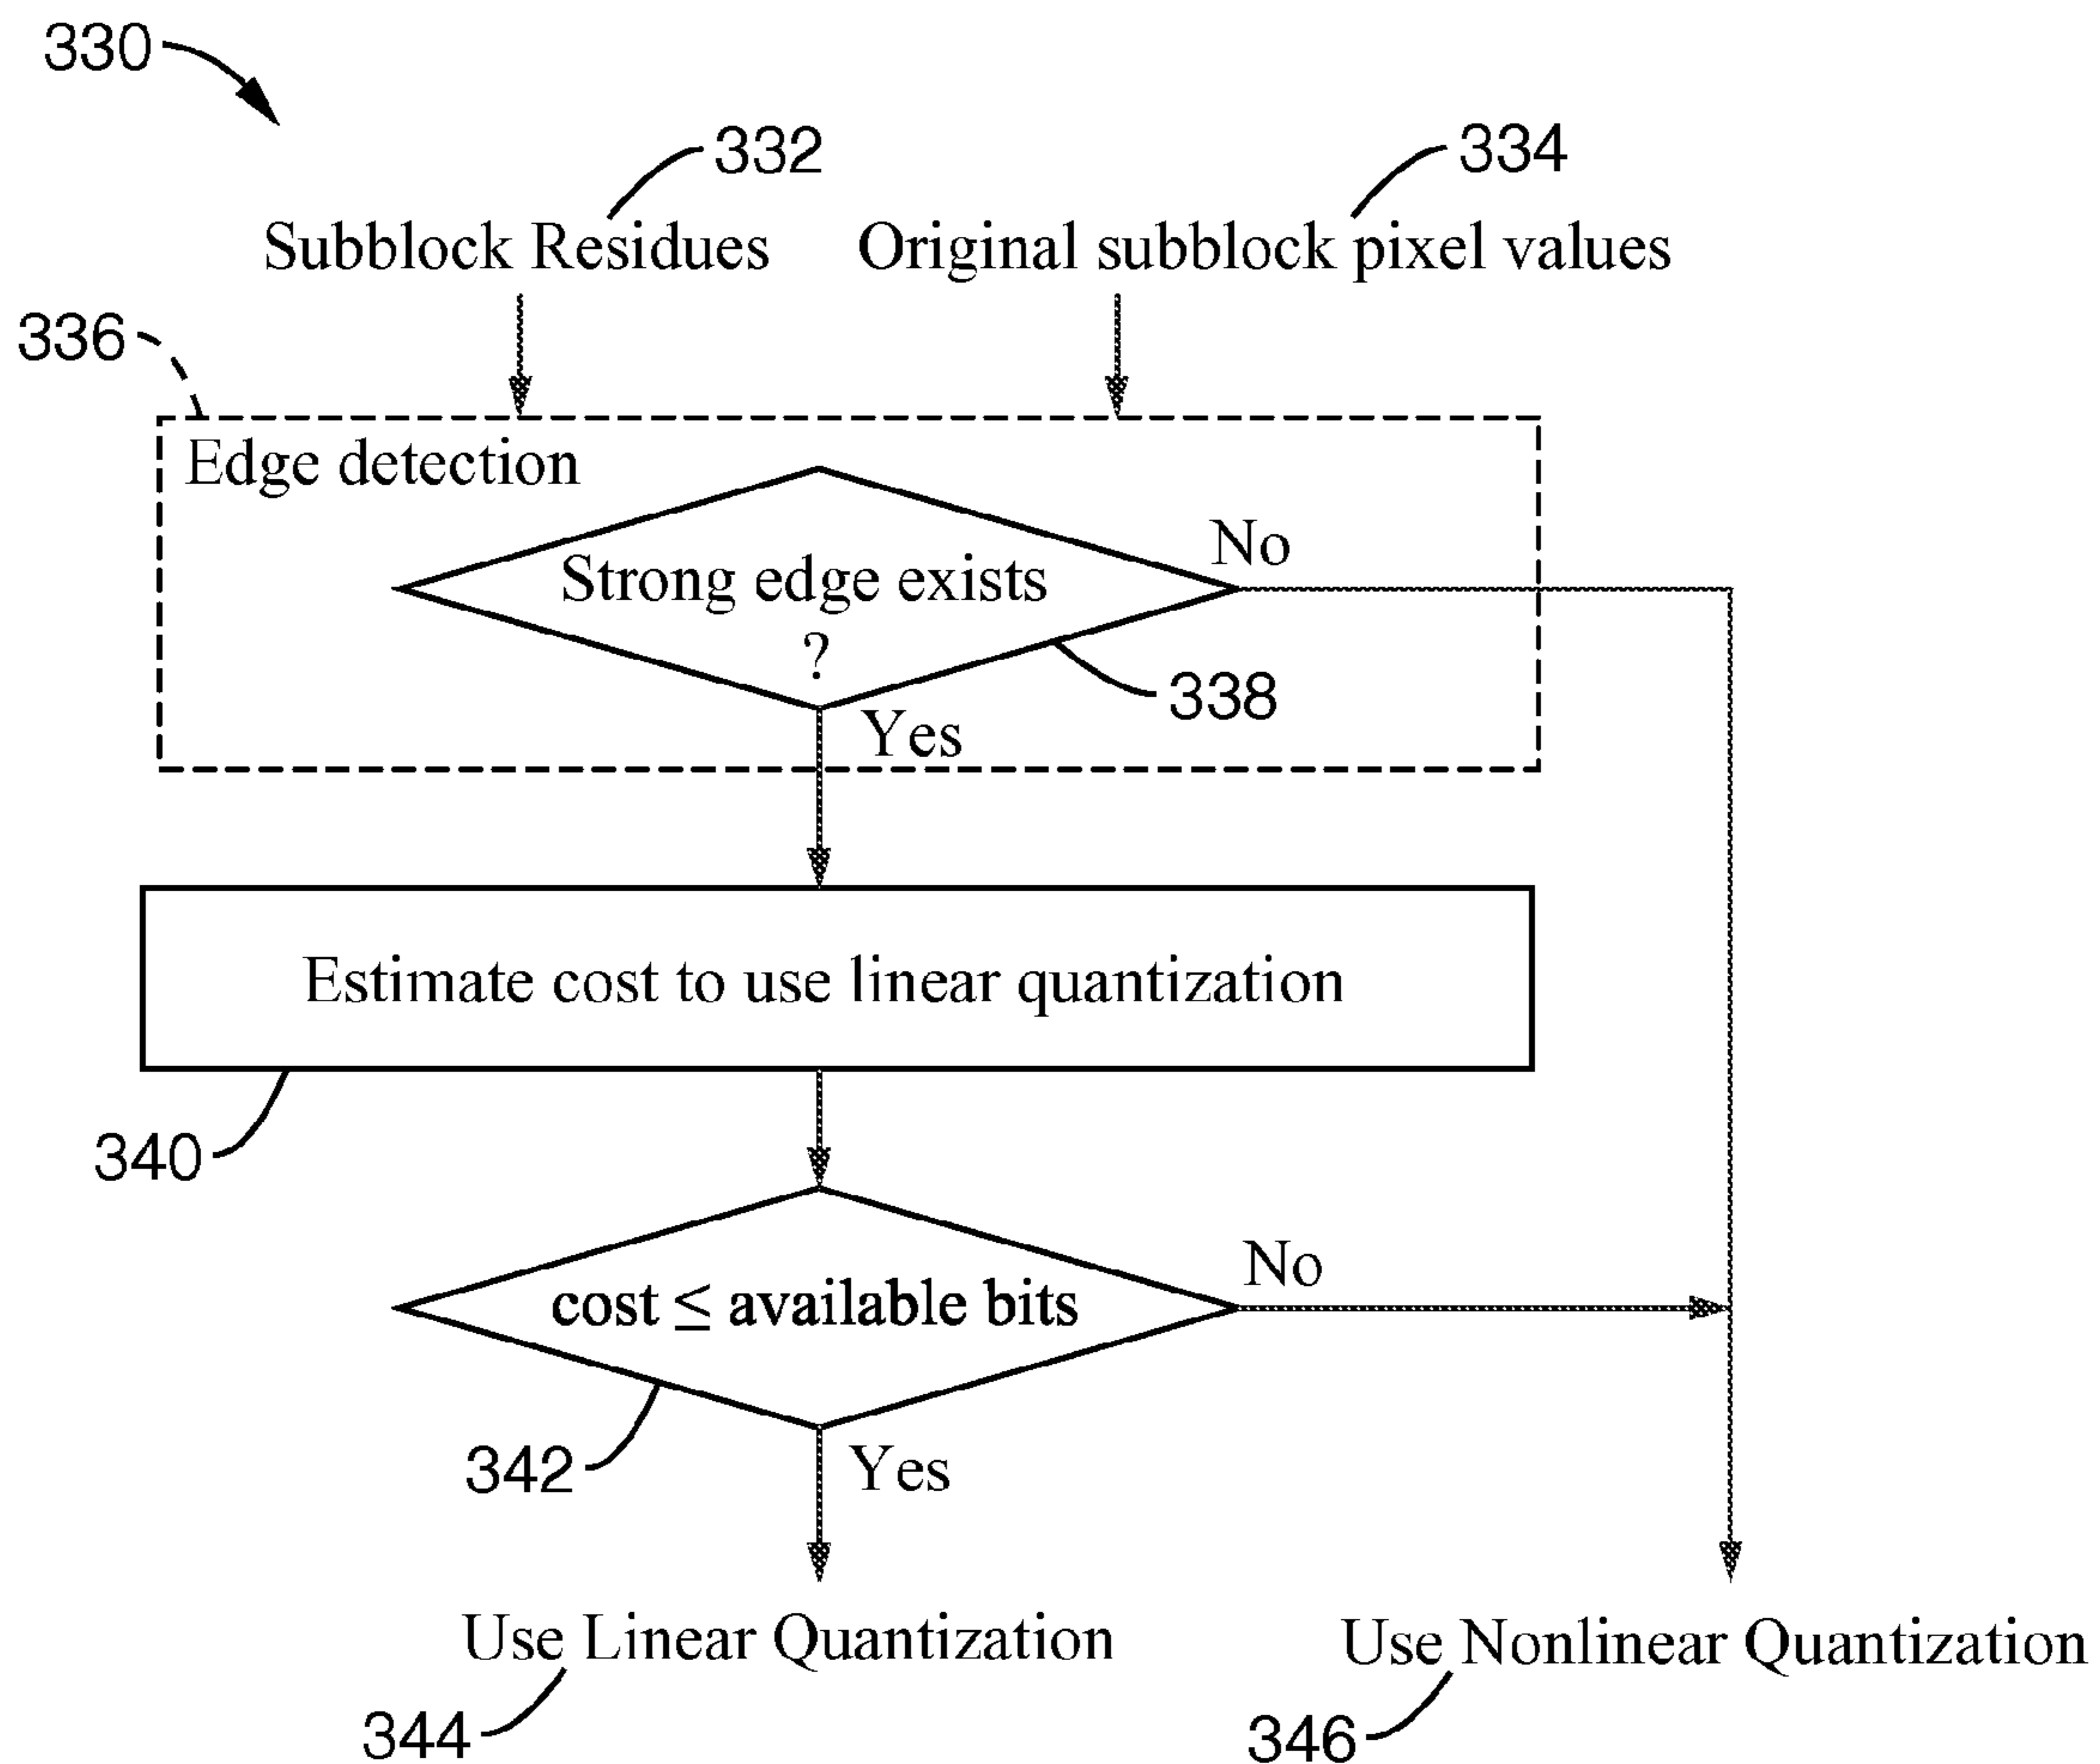 330
332
334
Subblock Residues
Original subblock pixel values
336
Edge detection
No
Strong edge exists
?
338
Yes
Estimate cost to use linear quantization
340
No
cost ≤ available bits
342
Yes
Use Linear Quantization
Use Nonlinear Quantization
344
346